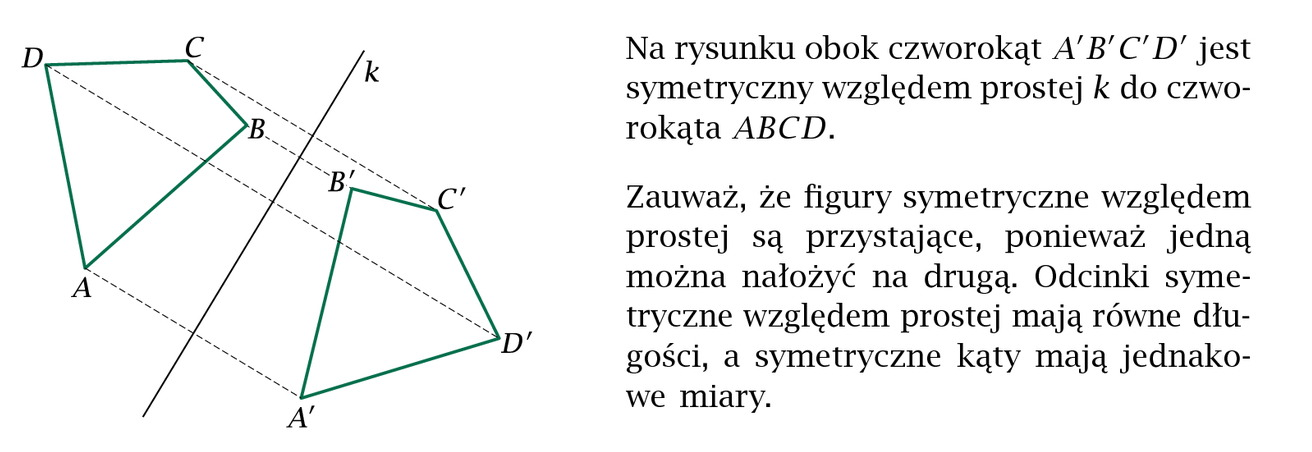 D
C
k
B
B′
C′
A
D′
A′
Na rysunku obok czworokąt A′B′C′D′ jest
symetryczny względem prostej k do czwo-
rokąta ABCD.
Zauważ, że figury symetryczne względem
prostej są przystające, ponieważ jedną
można nałożyć na drugą. Odcinki syme-
tryczne względem prostej mają równe dłu-
gości, a symetryczne kąty mają jednako-
we miary.